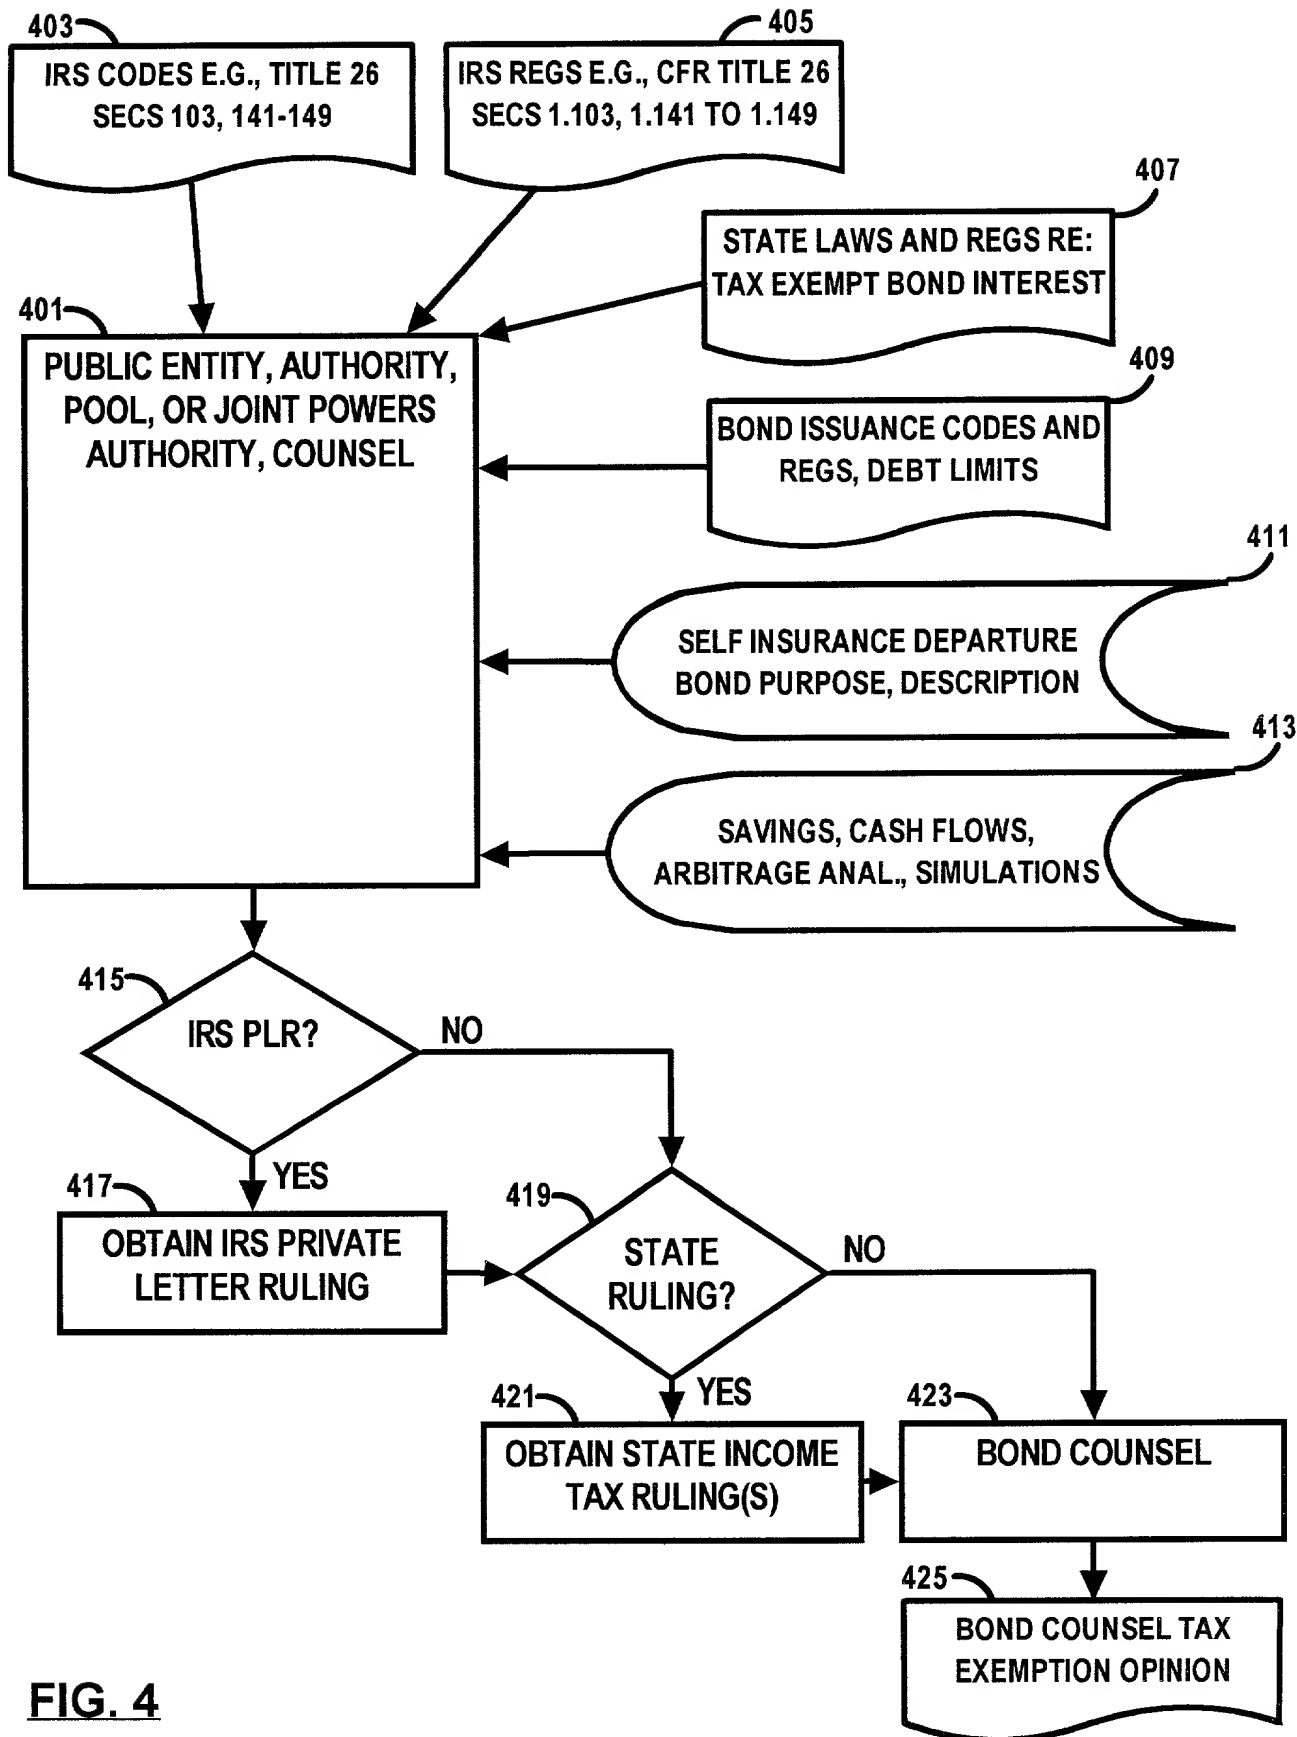 403
405
IRS CODES E.G., TITLE 26
SECS 103, 141-149
IRS REGS E.G., CFR TITLE 26
SECS 1.103, 1.141 TO 1.149
407
STATE LAWS AND REGS RE:
TAX EXEMPT BOND INTEREST
401
PUBLIC ENTITY, AUTHORITY,
POOL, OR JOINT POWERS
AUTHORITY, COUNSEL
409
BOND ISSUANCE CODES AND
REGS, DEBT LIMITS
411
SELF INSURANCE DEPARTURE
BOND PURPOSE, DESCRIPTION
413
SAVINGS, CASH FLOWS,
ARBITRAGE ANAL., SIMULATIONS
415
IRS PLR?
NO
YES
417
OBTAIN IRS PRIVATE
LETTER RULING
419
STATE
RULING?
NO
YES
421
OBTAIN STATE INCOME
TAX RULING(S)
423
BOND COUNSEL
425
BOND COUNSEL TAX
EXEMPTION OPINION
FIG. 4